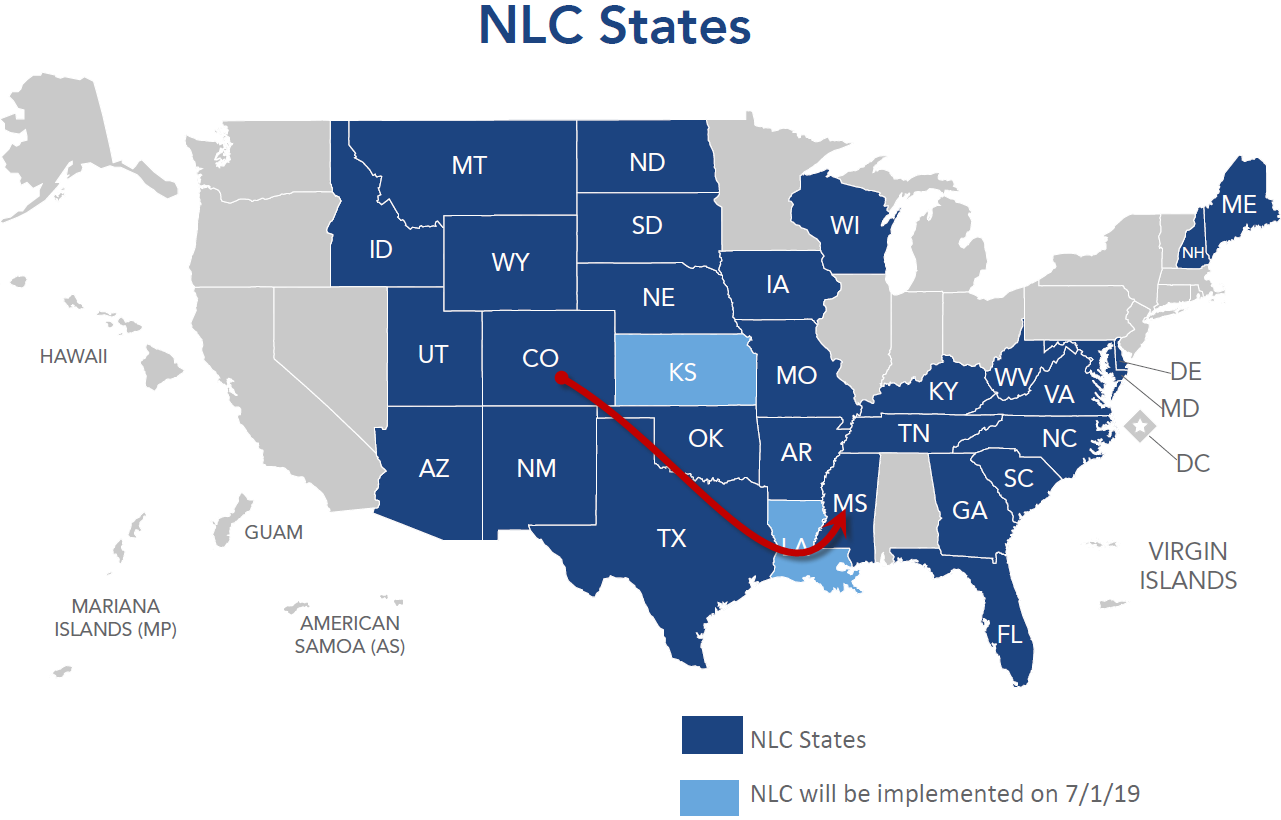 NLC States
MT
ND
ME
SD
WI
ID
NH
WY
IA
NE
UT
CO
KS
MO
KY
WV
VA
DE
MD
HAWAII
AZ
NM
OK
AR
TN
NC
DC
SC
MS
GA
TX
LA
GUAM
VIRGIN
ISLANDS
MARIANA
ISLANDS (MP)
AMERICAN
SAMOA (AS)
FL
NLC States
NLC will be implemented on 7/1/19